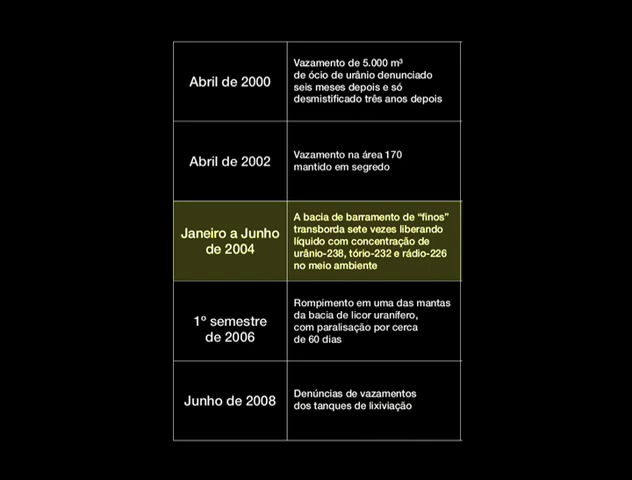 Abril de 2000
Vazamento de 5.000 m³
de ócio de urânio denunciado
seis meses depois e só
desmistificado três anos depois
Abril de 2002
Vazamento na área 170
mantido em segredo
Janeiro a Junho
de 2004
A bacia de barramento de “finos”
transborda sete vezes liberando
líquido com concentração de
urânio-238, tório-232 e rádio-226
no meio ambiente
1º semestre
de 2006
Rompimento em uma das mantas
da bacia de licor uranífero,
com paralisação por cerca
de 60 dias
Junho de 2008
Denúncias de vazamentos
dos tanques de lixiviação